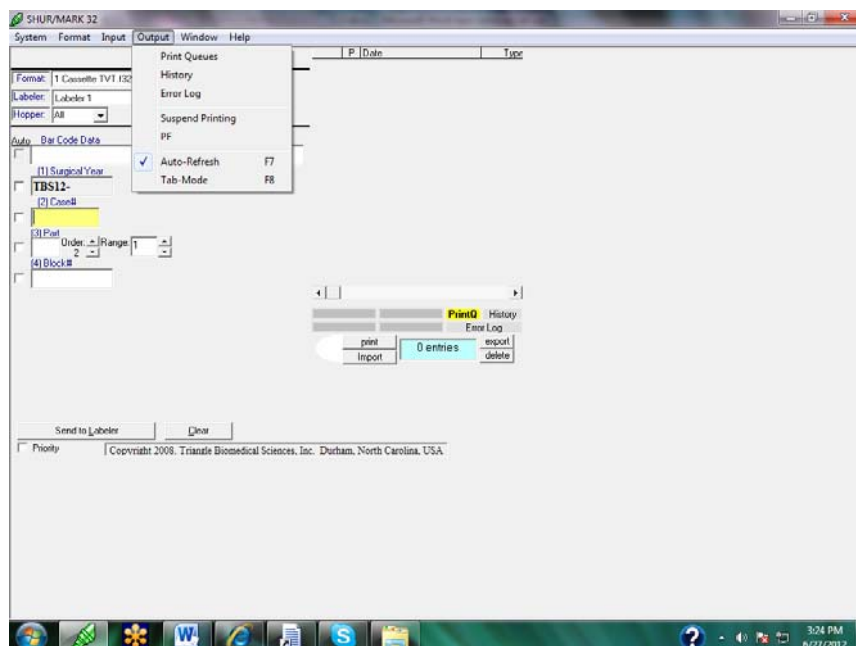 SHUR/MARK 32
System Format Input Output Window Help
Print Queues
History
Error Log
Suspend Printing
PF
✓ Auto-Refresh F7
Tab-Mode F8
P Date Type
Format: 1 Cassette TVT I32
Labeler: Labeler 1
Hopper: All
Auto Bar Code Data
(1) Surgical Year
TBS12-
(2) Case#
(3) Part
Order: 2 Range: 1
(4) Block#
PrintQ History
Error Log
print 0 entries export
Import delete
Send to Labeler Clear
Priority Copyright 2008. Triangle Biomedical Sciences, Inc. Durham, North Carolina, USA
3:24 PM
6/27/2012